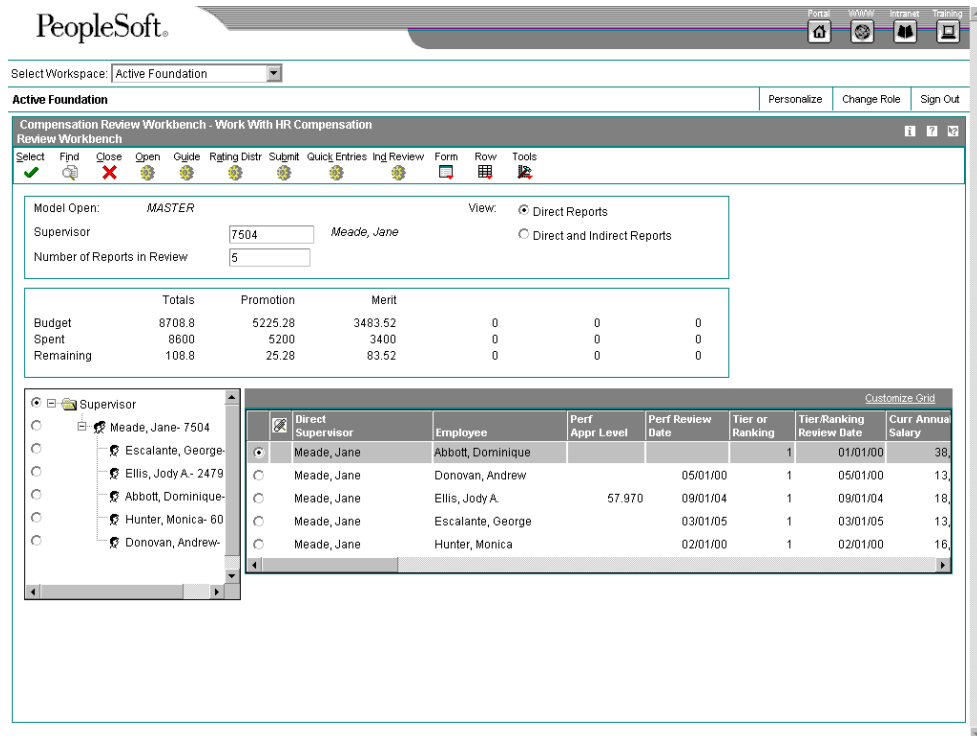 Portal WWW Intranet Training
PeopleSoft.
Select Workspace: Active Foundation
Active Foundation Personalize Change Role Sign Out
Compensation Review Workbench - Work With HR Compensation
Review Workbench
Select Find Close Open Guide Rating Distr Submit Quick Entries Ind Review Form Row Tools
Model Open: MASTER View: Direct Reports
Supervisor 7504 Meade, Jane Direct and Indirect Reports
Number of Reports in Review 5
Totals Promotion Merit
Budget 8708.8 5225.28 3483.52 0 0 0
Spent 8600 5200 3400 0 0 0
Remaining 108.8 25.28 83.52 0 0 0
Supervisor
Meade, Jane- 7504
Escalante, George-
Ellis, Jody A.- 2479
Abbott, Dominique-
Hunter, Monica- 60
Donovan, Andrew-
Customize Grid
Direct Supervisor Employee Perf Appr Level Perf Review Date Tier or Ranking Tier/Ranking Review Date Curr Annual Salary
Meade, Jane Abbott, Dominique 1 01/01/00 38,
Meade, Jane Donovan, Andrew 05/01/00 1 05/01/00 13,
Meade, Jane Ellis, Jody A. 57.970 09/01/04 1 09/01/04 18,
Meade, Jane Escalante, George 03/01/05 1 03/01/05 13,
Meade, Jane Hunter, Monica 02/01/00 1 02/01/00 16,